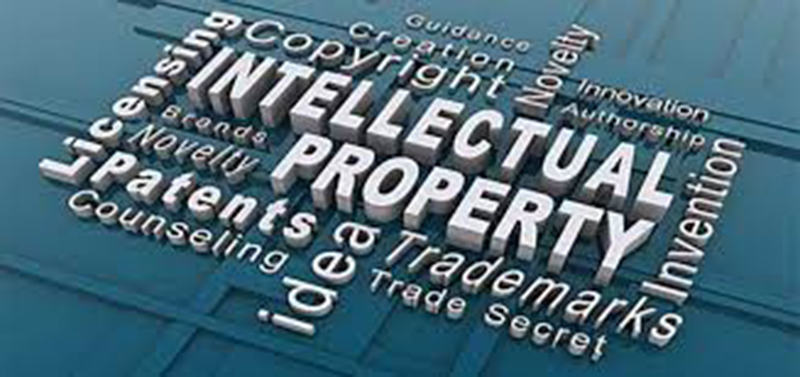 Guidance
Creation
Copyright
Novelty
Innovation
Authorship
Licensing
INTELLECTUAL
PROPERTY
Brands
Novelty
Patents
Counseling
idea
Trademarks
Trade Secret
Invention